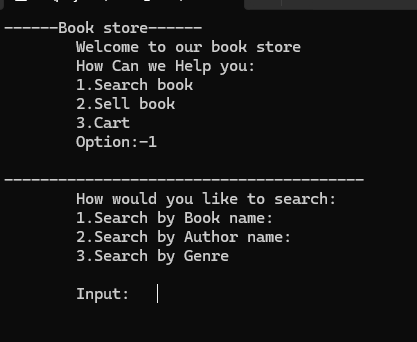 ------Book store------
Welcome to our book store
How Can we Help you:
1.Search book
2.Sell book
3.Cart
Option:-1
----------------------------------------
How would you like to search:
1.Search by Book name:
2.Search by Author name:
3.Search by Genre
Input: